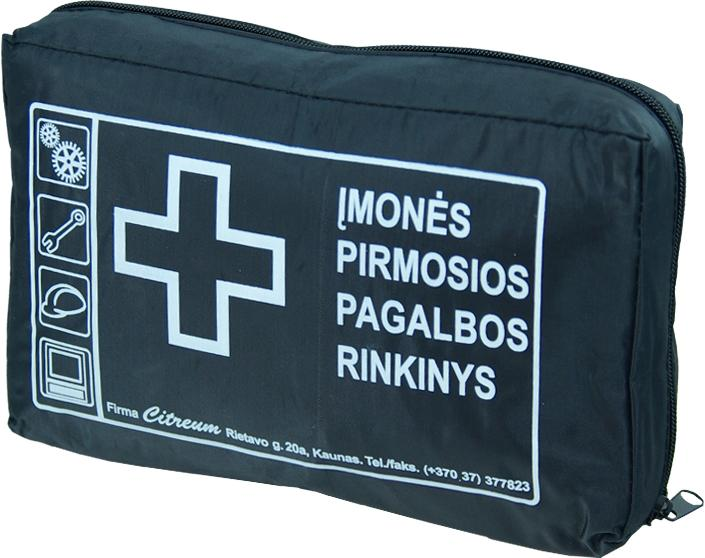 ĮMONĖS
PIRMOSIOS
PAGALBOS
RINKINYS
Firma Citreum Rietavo g. 20a, Kaunas. Tel./faks. (+370 37) 377823